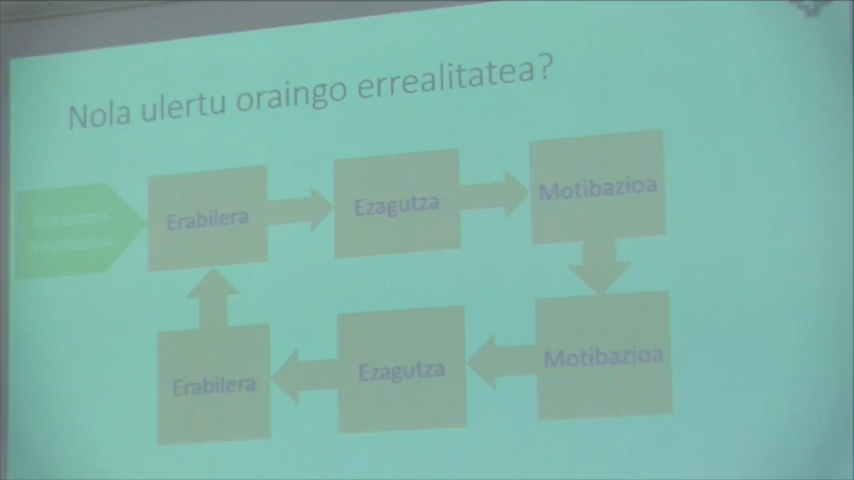 Nola ulertu oraingo errealitatea?
Erabilera
Ezagutza
Motibazioa
Erabilera
Ezagutza
Motibazioa